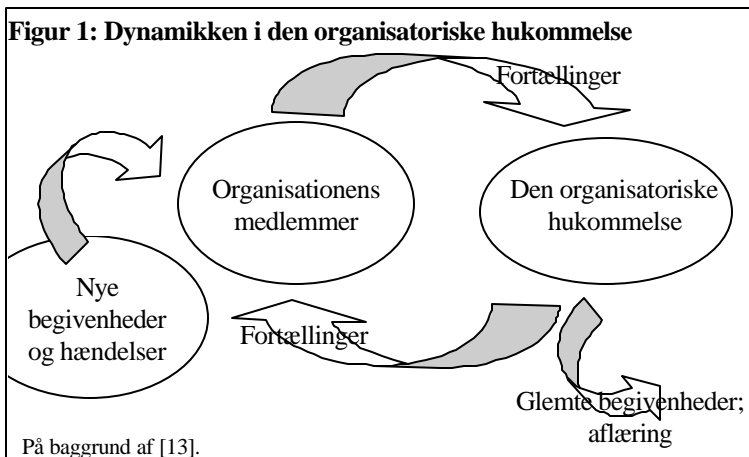 Figur 1: Dynamikken i den organisatoriske hukommelse
Fortællinger
Organisationens
medlemmer
Den organisatoriske
hukommelse
Nye
begivenheder
og hændelser
Fortællinger
Glemte begivenheder;
aflæring
På baggrund af [13].